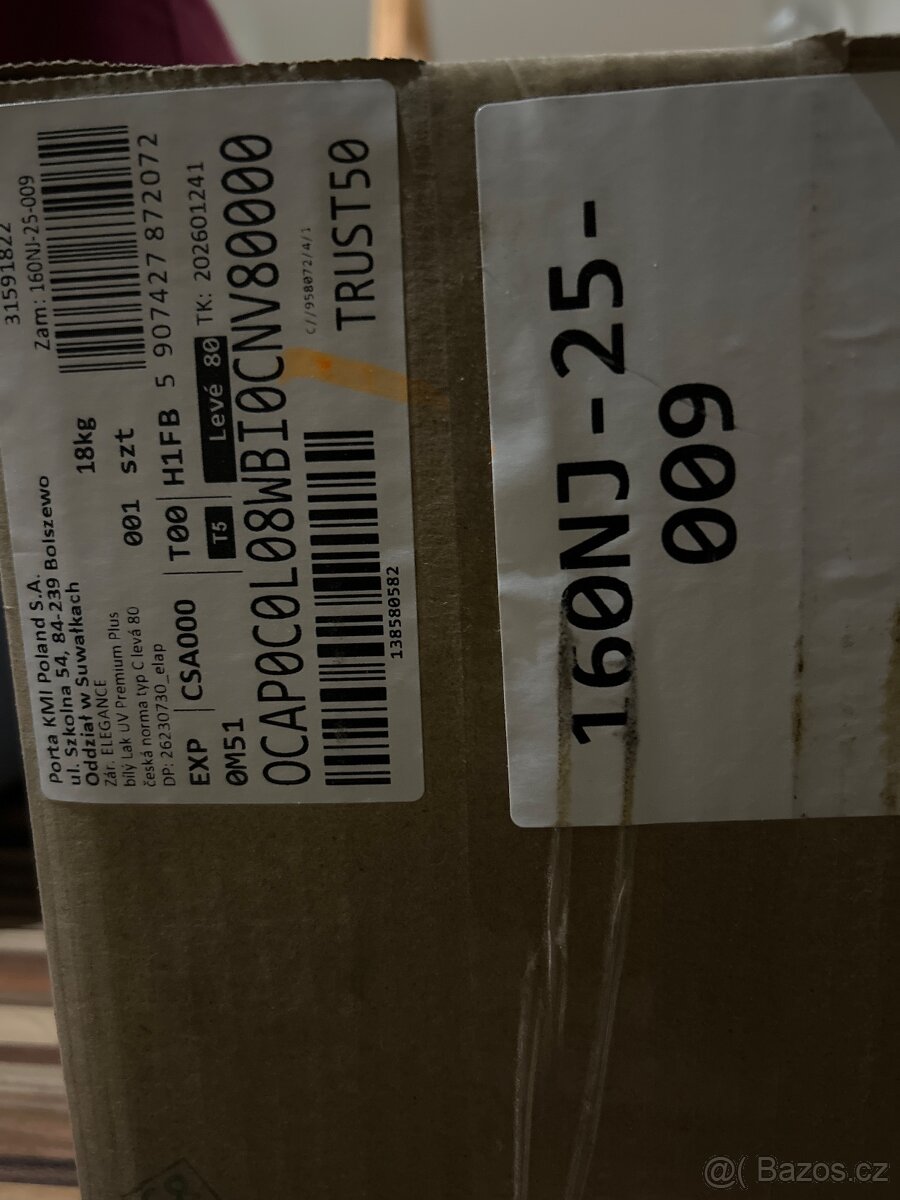 31591822
Zam: 160NJ-25-009
Porta KMI Poland S.A.
ul. Szkolna 54, 84-239 Bolszewo
Oddział w Suwałkach
18kg
Zár. ELEGANCE
bílý Lak UV Premium Plus
česká norma typ C levá 80
DP: 26230730_elap
001 szt
5 907427 872072
EXP CSA000 T00 H1FB
0M51 T5 Levé 80 TK: 202601241
OCAP0C0L08WBI0CNV80000
C//958072/4/1
TRUST50
138580582
160NJ-25-
009
@( Bazos.cz